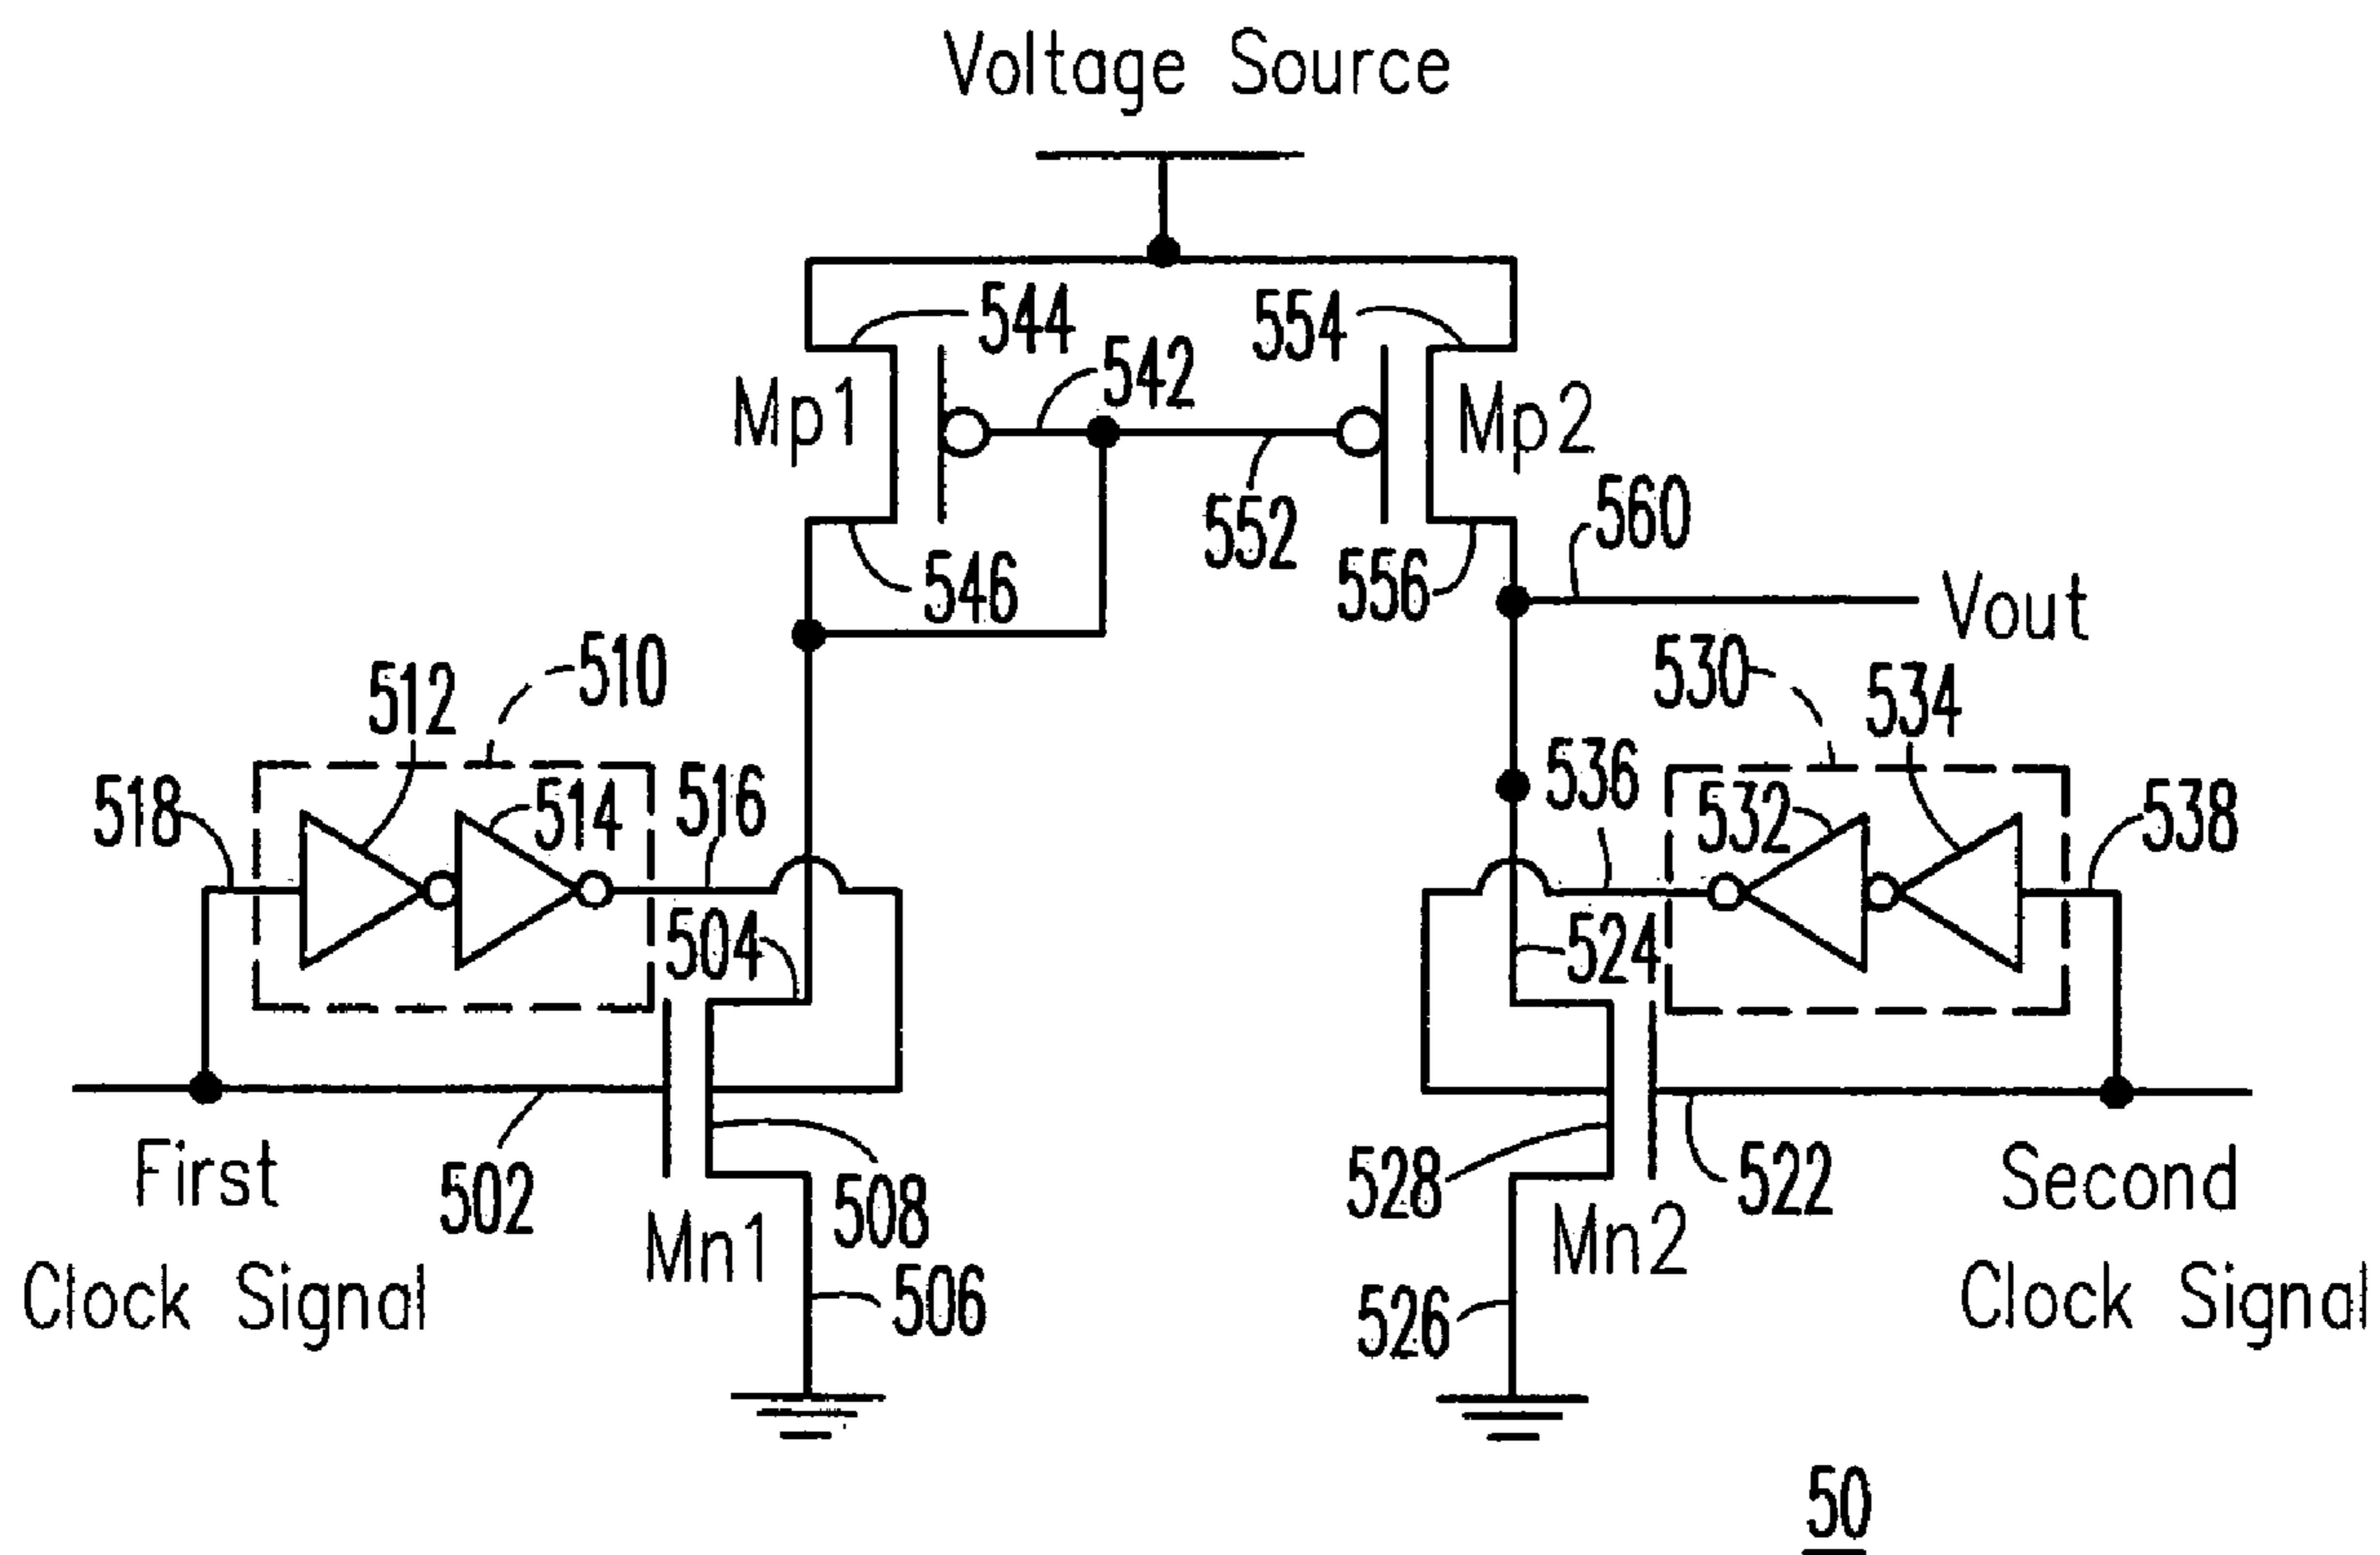 Voltage Source
544
554
542
Mp1
Mp2
552
560
546
556
Vout
510
530
512
534
536
516
518
514
532
538
504
524
First
502
508
528
522
Second
Mn1
Mn2
Clock Signal
506
526
Clock Signal
50